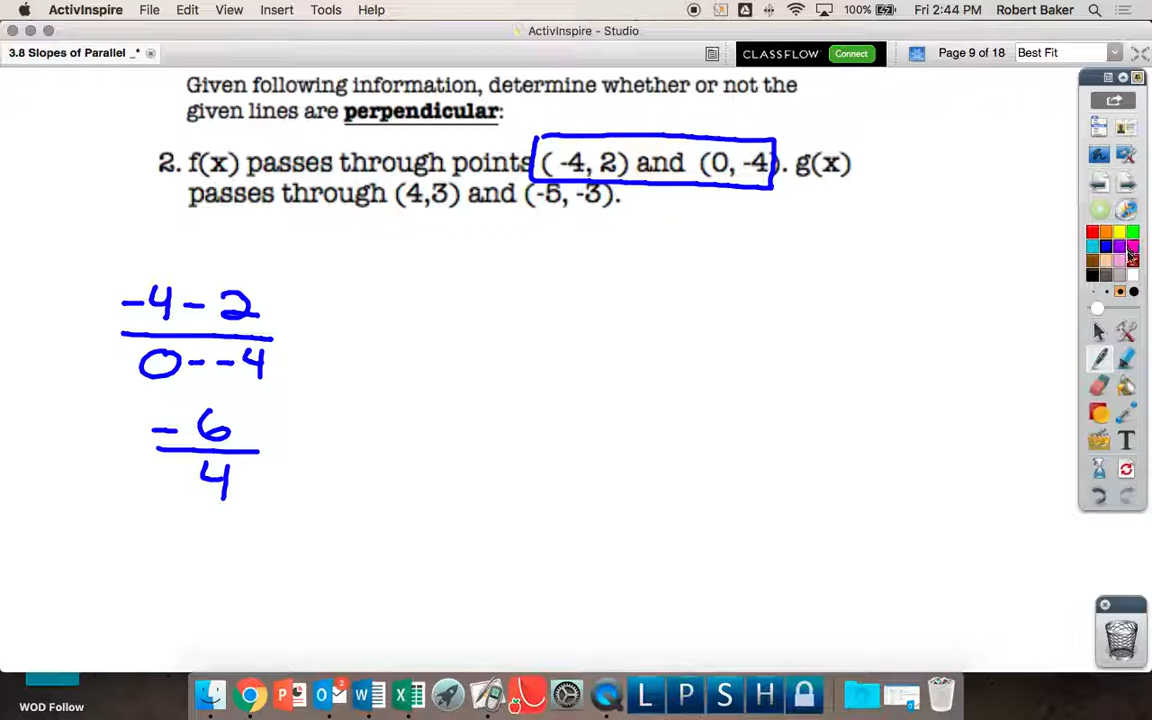 ActivInspire File Edit View Insert Tools Help 100% Fri 2:44 PM Robert Baker
ActivInspire - Studio
3.8 Slopes of Parallel _* CLASSFLOW Connect Page 9 of 18 Best Fit
Given following information, determine whether or not the
given lines are perpendicular:
2. f(x) passes through points ( -4, 2) and (0, -4). g(x)
passes through (4,3) and (-5, -3).
-4 - 2
0 - -4
- 6
4
T
2
W X L P S H
WOD Follow